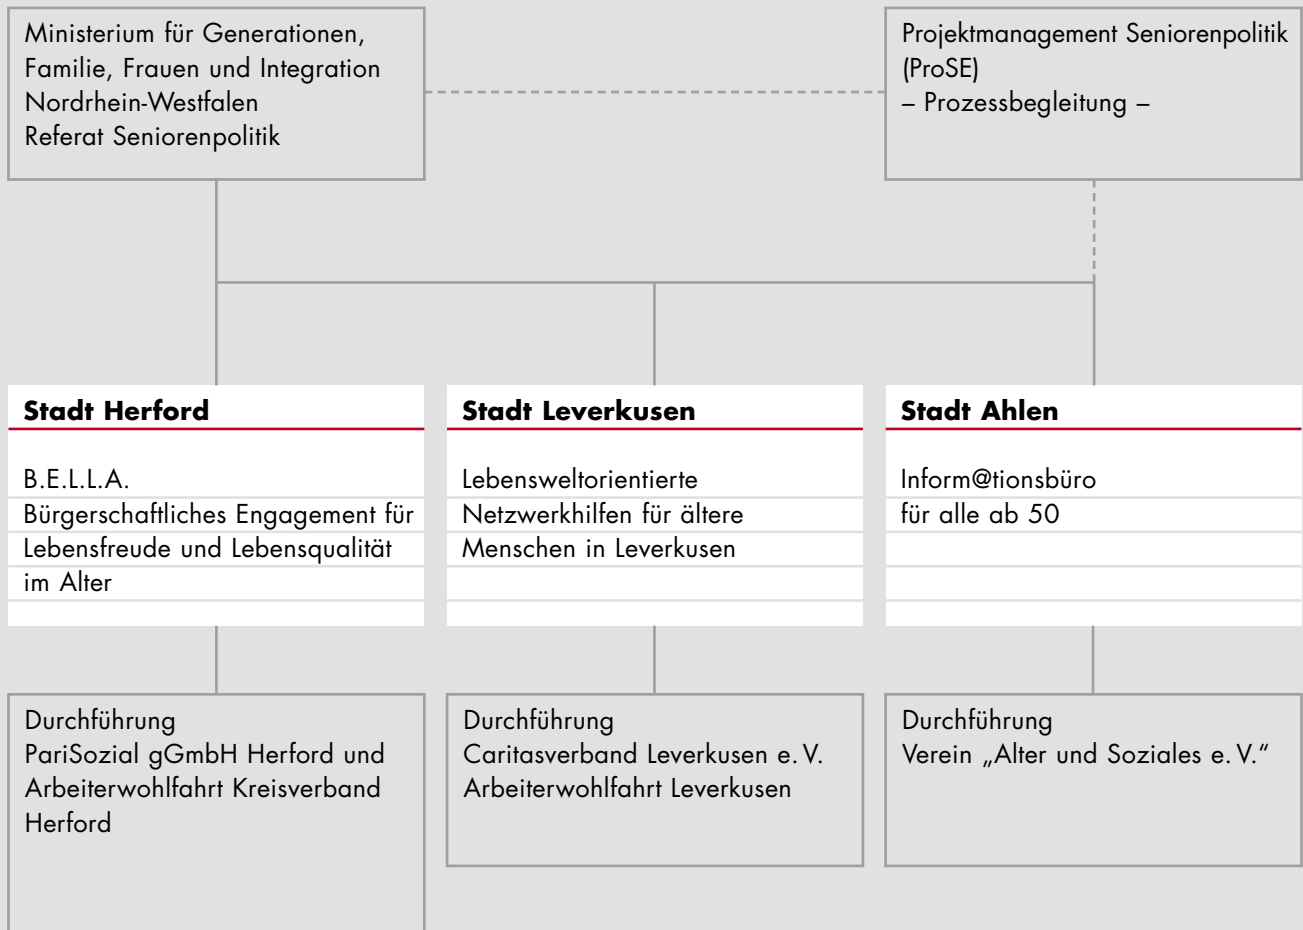 Ministerium für Generationen,
Familie, Frauen und Integration
Nordrhein-Westfalen
Referat Seniorenpolitik
Projektmanagement Seniorenpolitik
(ProSE)
– Prozessbegleitung –
Stadt Herford
B.E.L.L.A.
Bürgerschaftliches Engagement für
Lebensfreude und Lebensqualität
im Alter
Stadt Leverkusen
Lebensweltorientierte
Netzwerkhilfen für ältere
Menschen in Leverkusen
Stadt Ahlen
Inform@tionsbüro
für alle ab 50
Durchführung
PariSozial gGmbH Herford und
Arbeiterwohlfahrt Kreisverband
Herford
Durchführung
Caritasverband Leverkusen e. V.
Arbeiterwohlfahrt Leverkusen
Durchführung
Verein „Alter und Soziales e. V.“